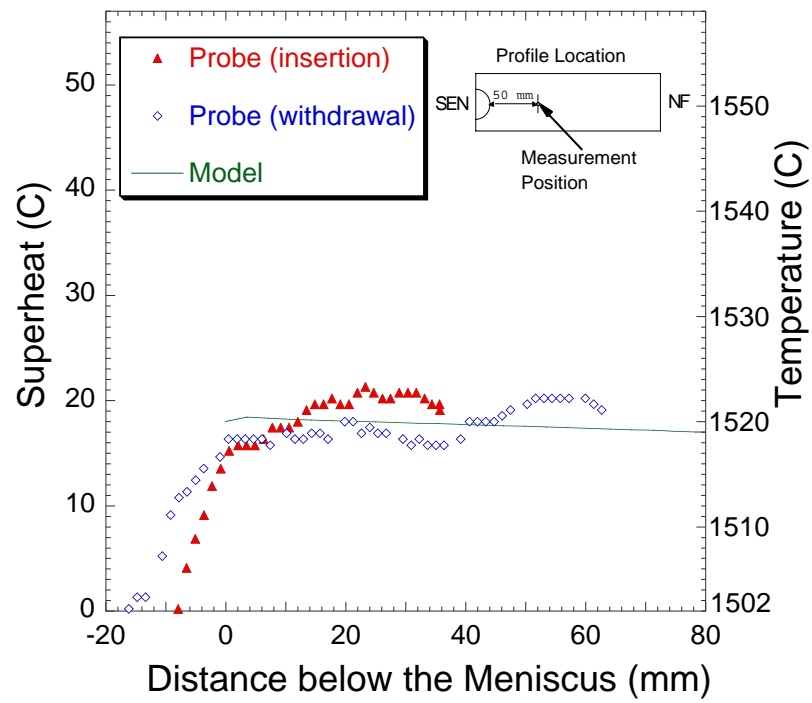 Probe (insertion)
Probe (withdrawal)
Model
Profile Location
SEN
50 mm
NF
Measurement
Position
Superheat (C)
50
40
30
20
10
0
Temperature (C)
1550
1540
1530
1520
1510
1502
-20
0
20
40
60
80
Distance below the Meniscus (mm)